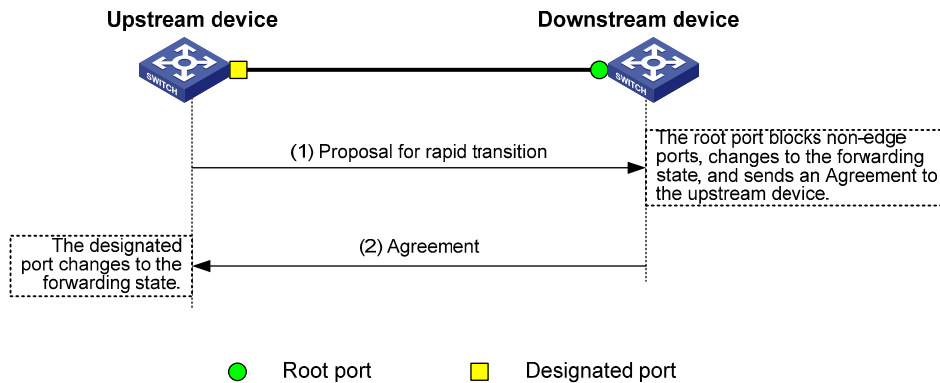 Upstream device
Downstream device
SWITCH
SWITCH
(1) Proposal for rapid transition
The root port blocks non-edge
ports, changes to the forwarding
state, and sends an Agreement to
the upstream device.
(2) Agreement
The designated
port changes to the
forwarding state.
Root port
Designated port